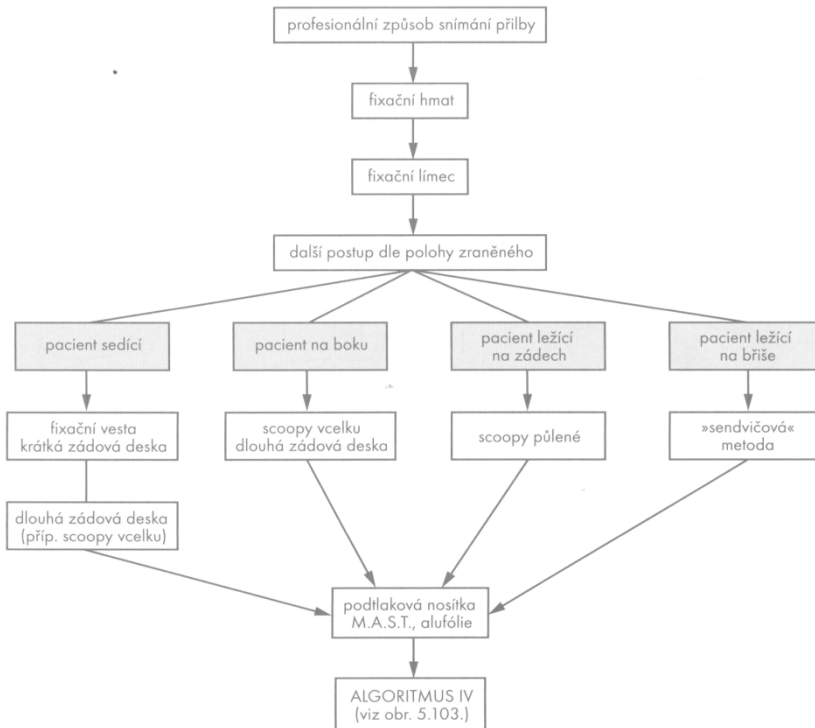 profesionální způsob snímání přilby
fixační hmat
fixační límec
další postup dle polohy zraněného
pacient sedící
pacient na boku
pacient ležící
na zádech
pacient ležící
na břiše
fixační vesta
krátká zádová deska
scoopy vcelku
dlouhá zádová deska
scoopy půlené
»sendvičová«
metoda
dlouhá zádová deska
(příp. scoopy vcelku)
podtlaková nosítka
M.A.S.T., alufólie
ALGORITMUS IV
(viz obr. 5.103.)